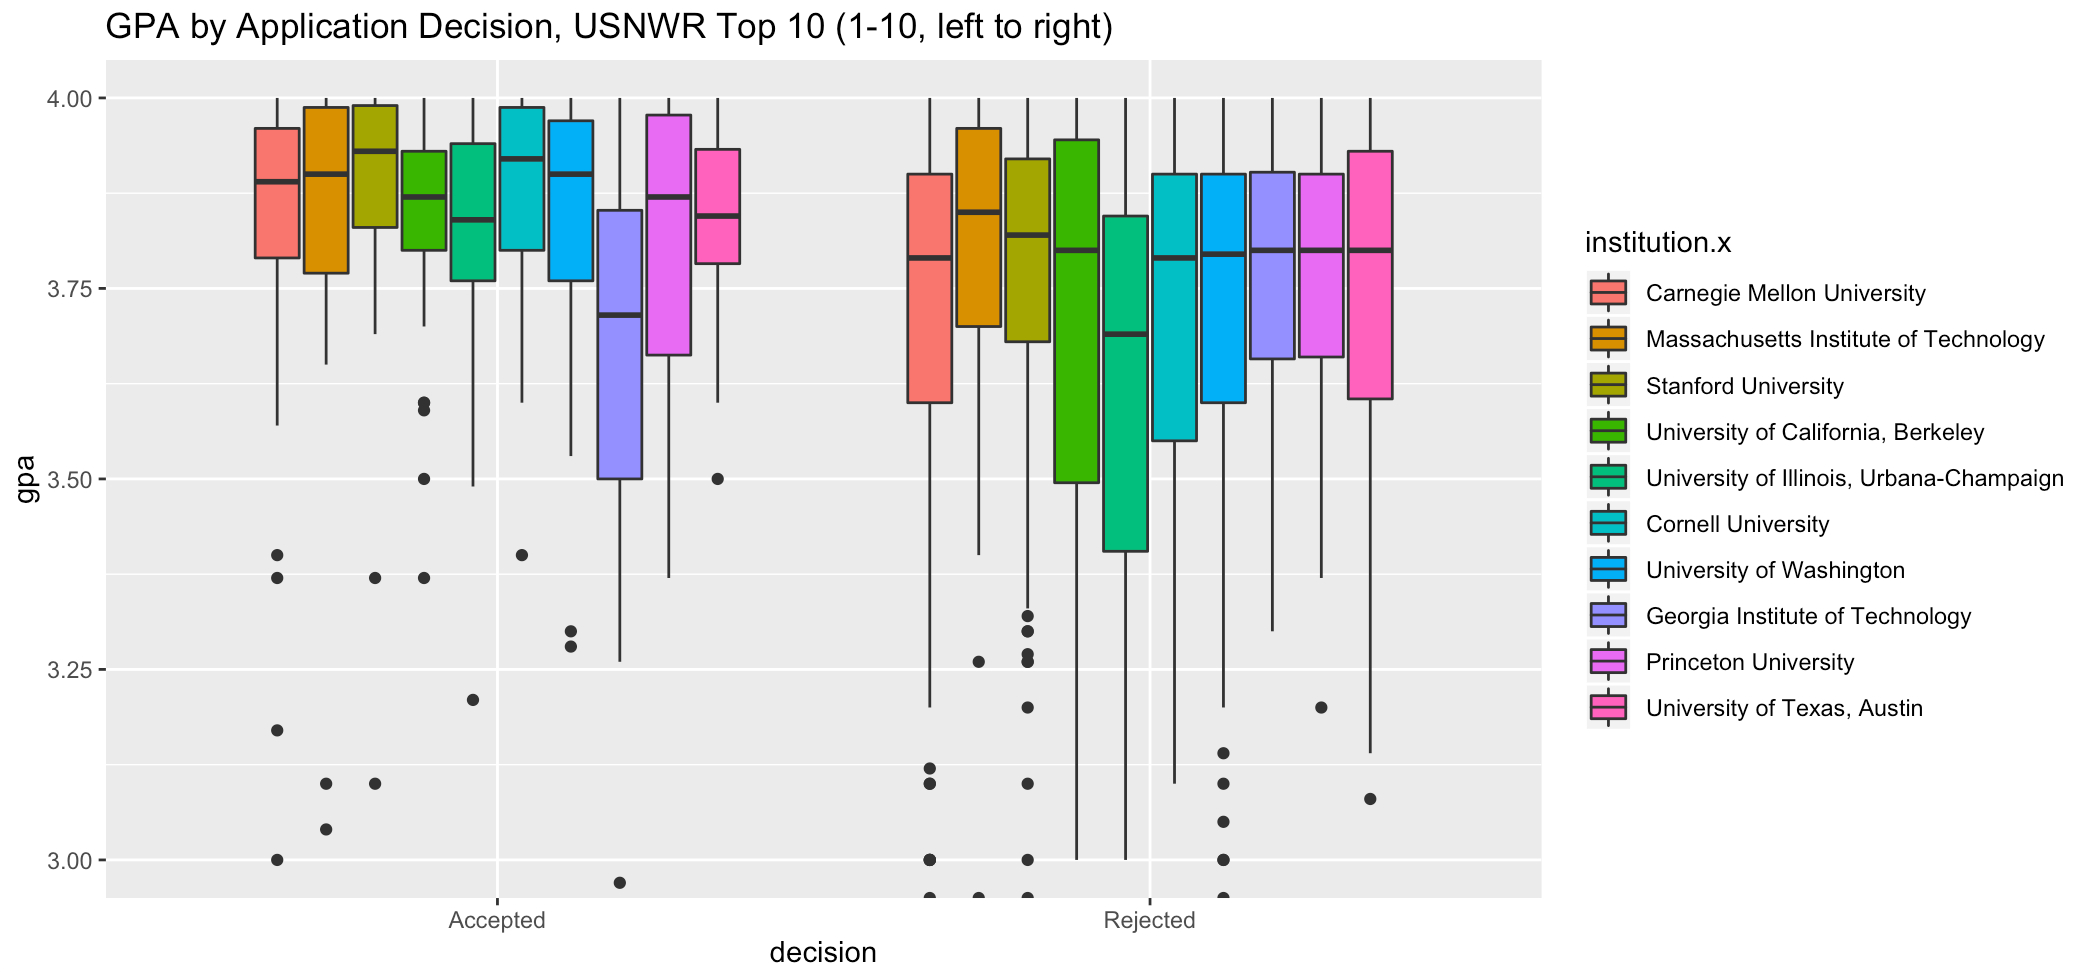 GPA by Application Decision, USNWR Top 10 (1-10, left to right)
4.00
3.75
3.50
3.25
3.00
gpa
Accepted
Rejected
decision
institution.x
Carnegie Mellon University
Massachusetts Institute of Technology
Stanford University
University of California, Berkeley
University of Illinois, Urbana-Champaign
Cornell University
University of Washington
Georgia Institute of Technology
Princeton University
University of Texas, Austin